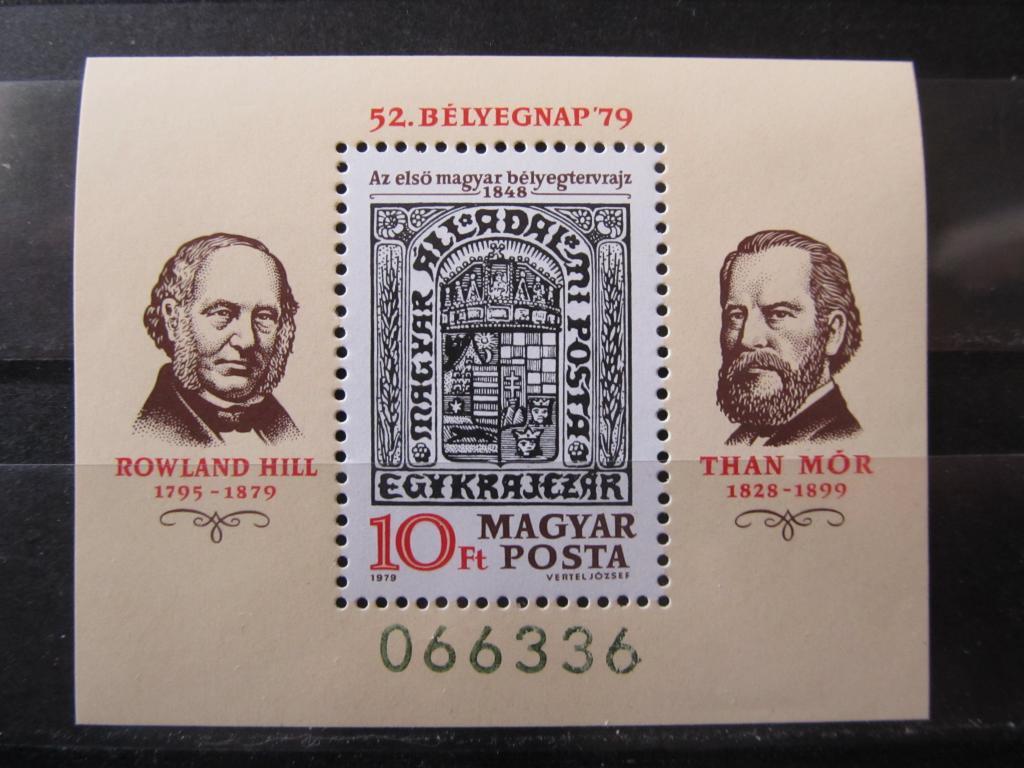 52. BÉLYEGNAP '79
Az első magyar bélyegtervrajz
1848
MAGYAR ÁLLADALMI POSTA
EGYKRAJCZÁR
10 Ft MAGYAR
POSTA
1979 VERTEL JÓZSEF
ROWLAND HILL
1795-1879
THAN MÓR
1828-1899
066336